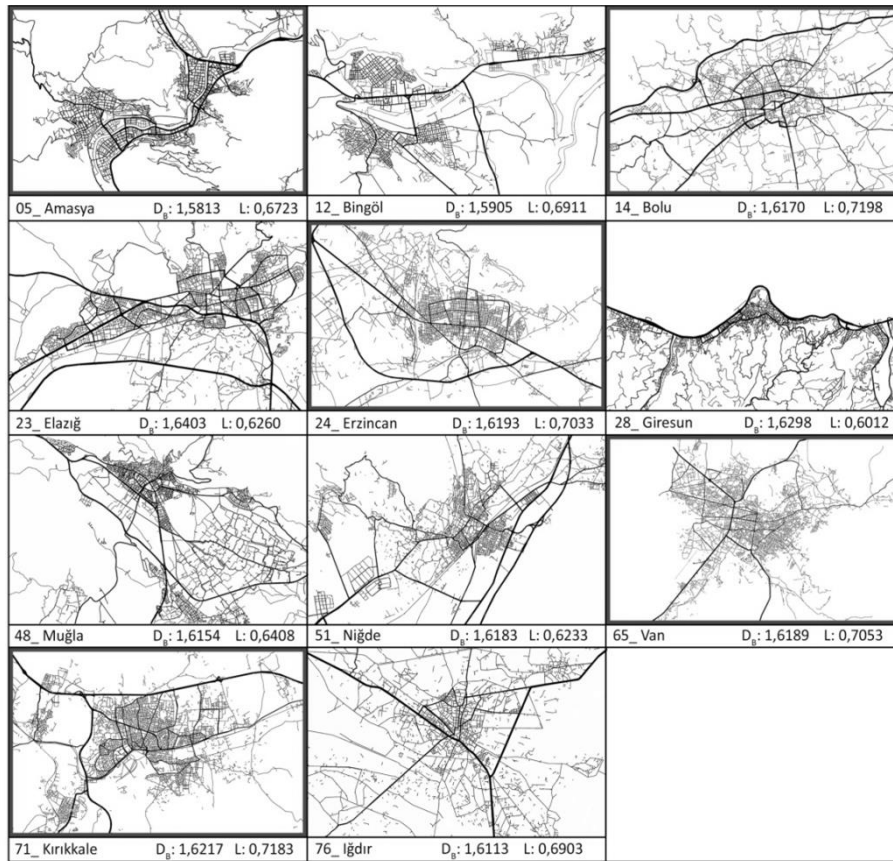 05_ Amasya D_B: 1,5813 L: 0,6723
12_ Bingöl D_B: 1,5905 L: 0,6911
14_ Bolu D_B: 1,6170 L: 0,7198
23_ Elazığ D_B: 1,6403 L: 0,6260
24_ Erzincan D_B: 1,6193 L: 0,7033
28_ Giresun D_B: 1,6298 L: 0,6012
48_ Muğla D_B: 1,6154 L: 0,6408
51_ Niğde D_B: 1,6183 L: 0,6233
65_ Van D_B: 1,6189 L: 0,7053
71_ Kırıkkale D_B: 1,6217 L: 0,7183
76_ Iğdır D_B: 1,6113 L: 0,6903